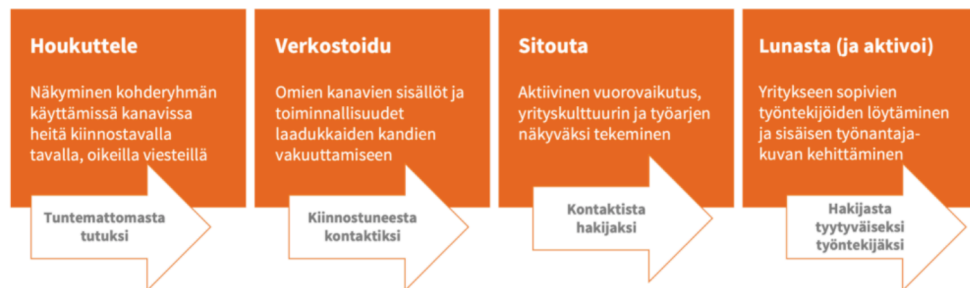 Houkuttele
Näkyminen kohderyhmän
käyttämissä kanavissa
heitä kiinnostavalla
tavalla, oikeilla viesteillä
Tuntemattomasta
tutuksi
Verkostoidu
Omien kanavien sisällöt ja
toiminnallisuudet
laadukkaiden kandien
vakuuttamiseen
Kiinnostuneesta
kontaktiksi
Sitouta
Aktiivinen vuorovaikutus,
yrityskulttuurin ja työarjen
näkyväksi tekeminen
Kontaktista
hakijaksi
Lunasta (ja aktivoi)
Yritykseen sopivien
työntekijöiden löytäminen
ja sisäisen työnantaja-
kuvan kehittäminen
Hakijasta
tyytyväiseksi
työntekijäksi